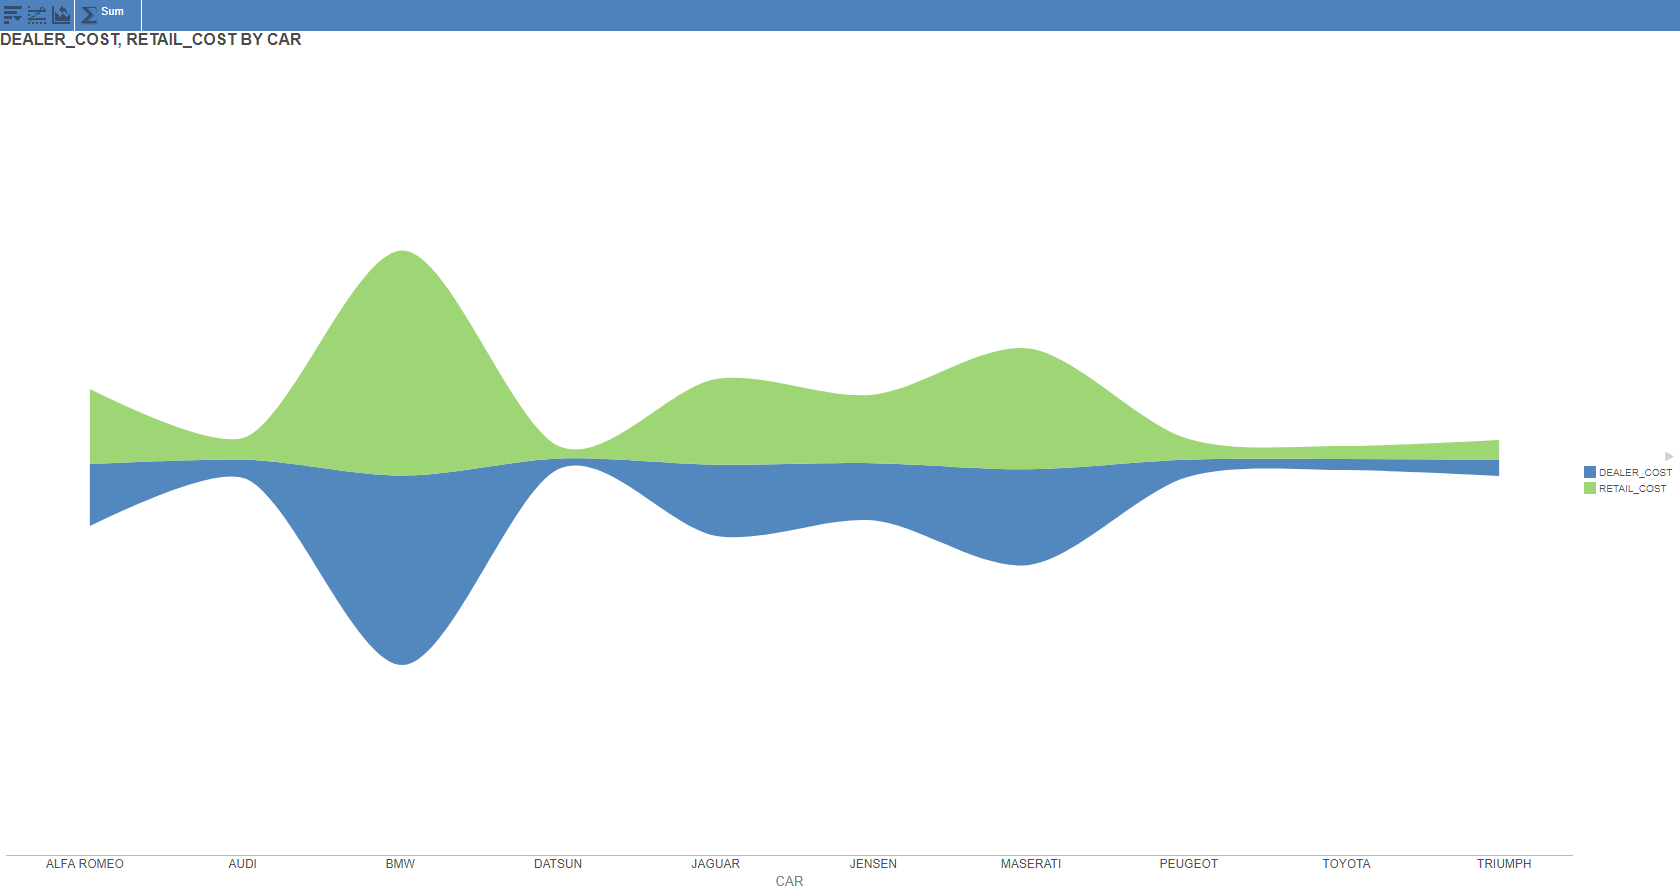 Sum
DEALER_COST, RETAIL_COST BY CAR
DEALER_COST
RETAIL_COST
ALFA ROMEO AUDI BMW DATSUN JAGUAR JENSEN MASERATI PEUGEOT TOYOTA TRIUMPH
CAR